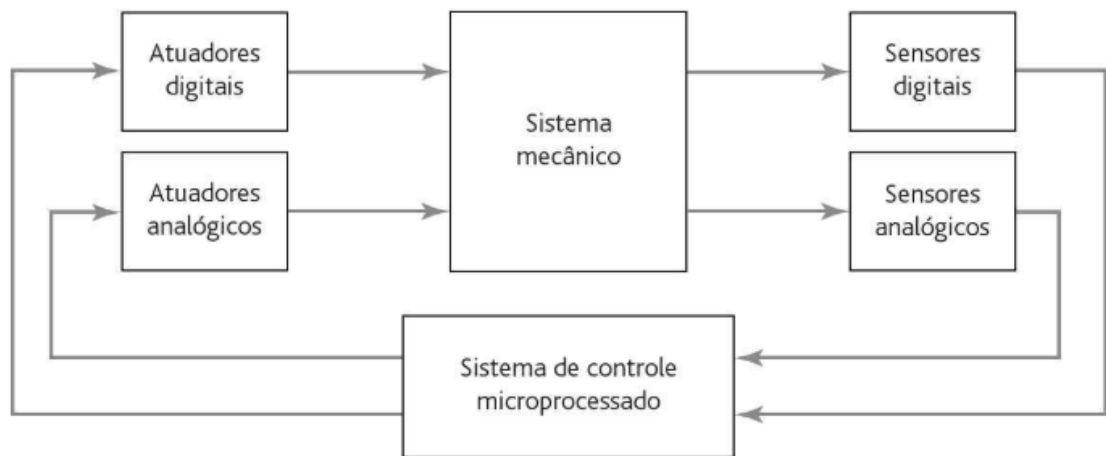 Atuadores
digitais
Sistema
mecânico
Sensores
digitais
Atuadores
analógicos
Sensores
analógicos
Sistema de controle
microprocessado